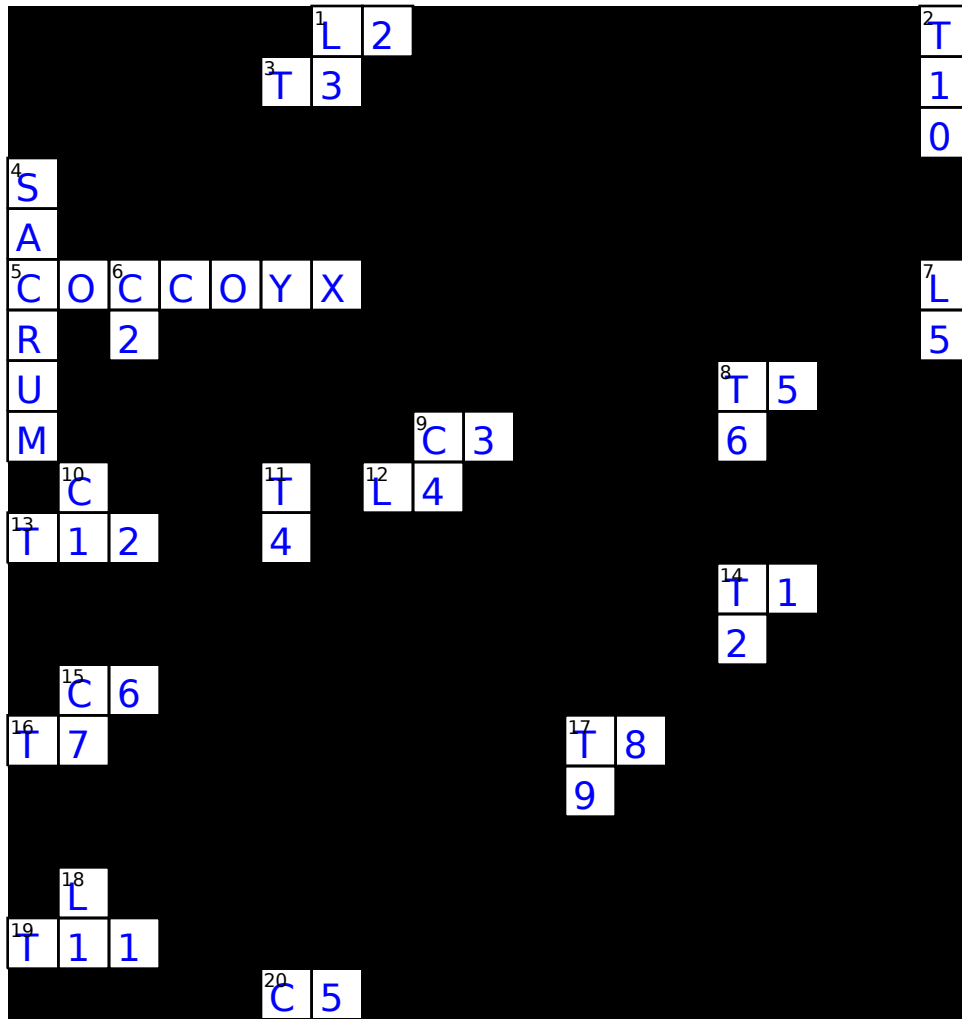 1 L 2 2 T
3 T 3 1
0
4 S
A
5 C O 6 C C O Y X 7 L
R 2 5
U 8 T 5
M 9 C 3 6
10 C 11 T 12 L 4
13 T 1 2 4
14 T 1
2
15 C 6
16 T 7 17 T 8
9
18 L
19 T 1 1
20 C 5